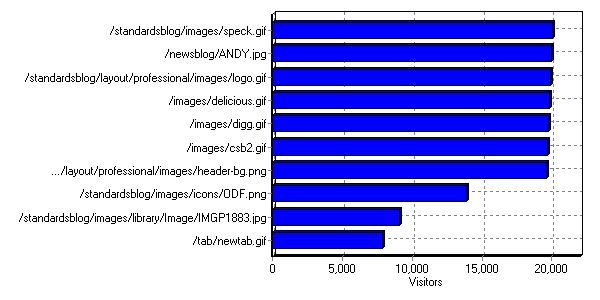 /standardsblog/images/speck.gif
/newsblog/ANDY.jpg
/standardsblog/layout/professional/images/logo.gif
/images/delicious.gif
/images/digg.gif
/images/csb2.gif
.../layout/professional/images/header-bg.png
/standardsblog/images/icons/ODF.png
/standardsblog/images/library/Image/IMGP1883.jpg
/tab/newtab.gif
0 5,000 10,000 15,000 20,000
Visitors